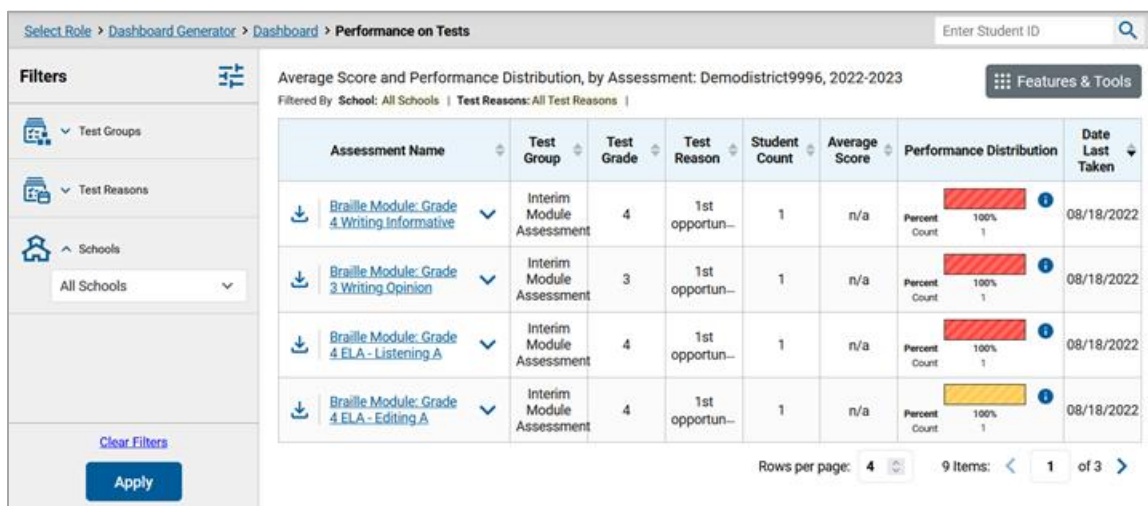 Select Role > Dashboard Generator > Dashboard > Performance on Tests
Enter Student ID
Filters
Average Score and Performance Distribution, by Assessment: Demodistrict9996, 2022-2023
Features & Tools
Filtered By School: All Schools | Test Reasons: All Test Reasons |
Test Groups
Test Reasons
Schools
All Schools
Clear Filters
Apply
Assessment Name
Test
Group
Test
Grade
Test
Reason
Student
Count
Average
Score
Performance Distribution
Date
Last
Taken
Braille Module: Grade
4 Writing Informative
Interim
Module
Assessment
4
1st
opportun...
1
n/a
Percent 100%
Count 1
08/18/2022
Braille Module: Grade
3 Writing Opinion
Interim
Module
Assessment
3
1st
opportun...
1
n/a
Percent 100%
Count 1
08/18/2022
Braille Module: Grade
4 ELA - Listening A
Interim
Module
Assessment
4
1st
opportun...
1
n/a
Percent 100%
Count 1
08/18/2022
Braille Module: Grade
4 ELA - Editing A
Interim
Module
Assessment
4
1st
opportun...
1
n/a
Percent 100%
Count 1
08/18/2022
Rows per page: 4 9 Items: < 1 of 3 >